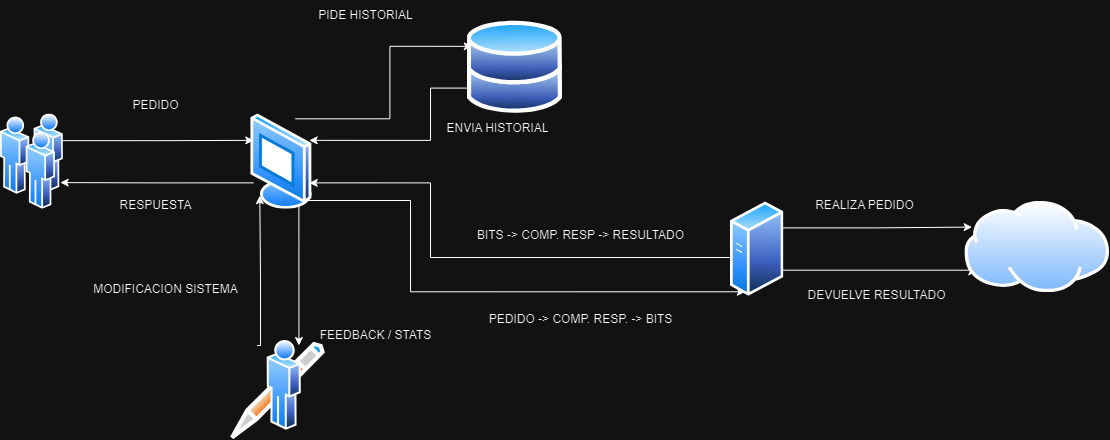 PIDE HISTORIAL
PEDIDO
ENVIA HISTORIAL
RESPUESTA
REALIZA PEDIDO
BITS -> COMP. RESP -> RESULTADO
MODIFICACION SISTEMA
DEVUELVE RESULTADO
PEDIDO -> COMP. RESP. -> BITS
FEEDBACK / STATS